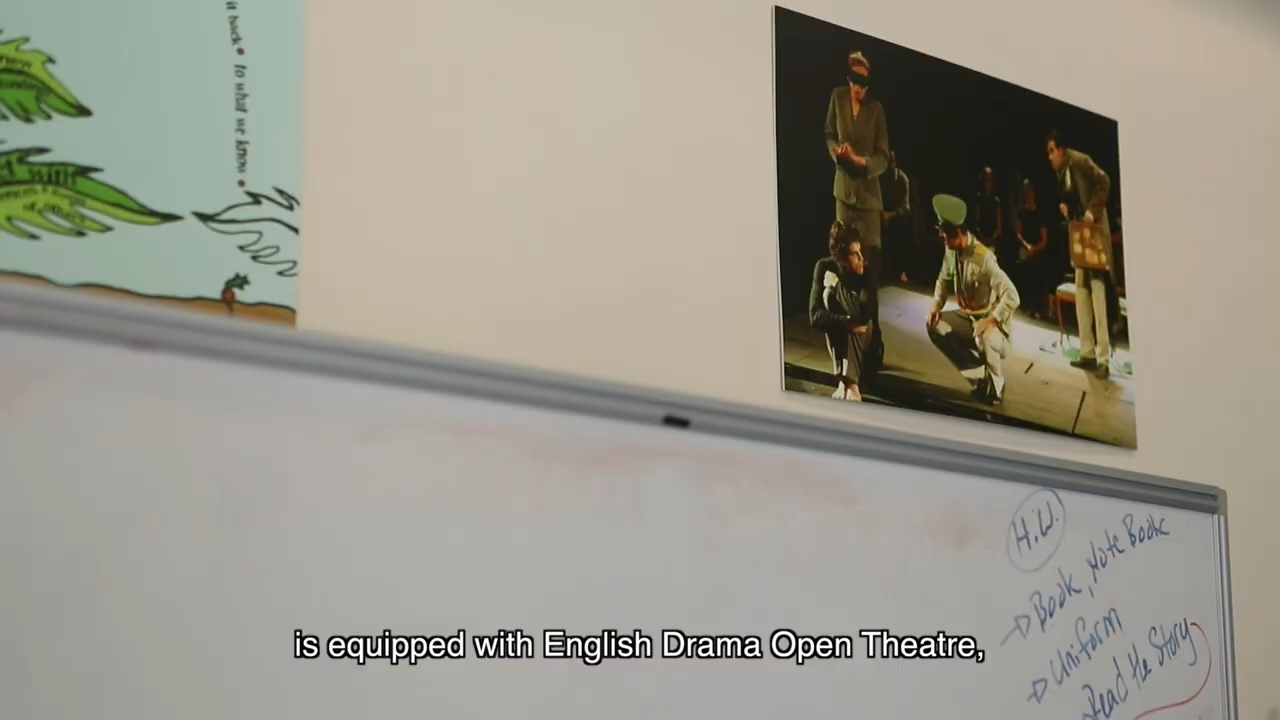 it back • to what we know •
with
H.W.
Book, Note Book
Uniform
Read the Story
is equipped with English Drama Open Theatre,